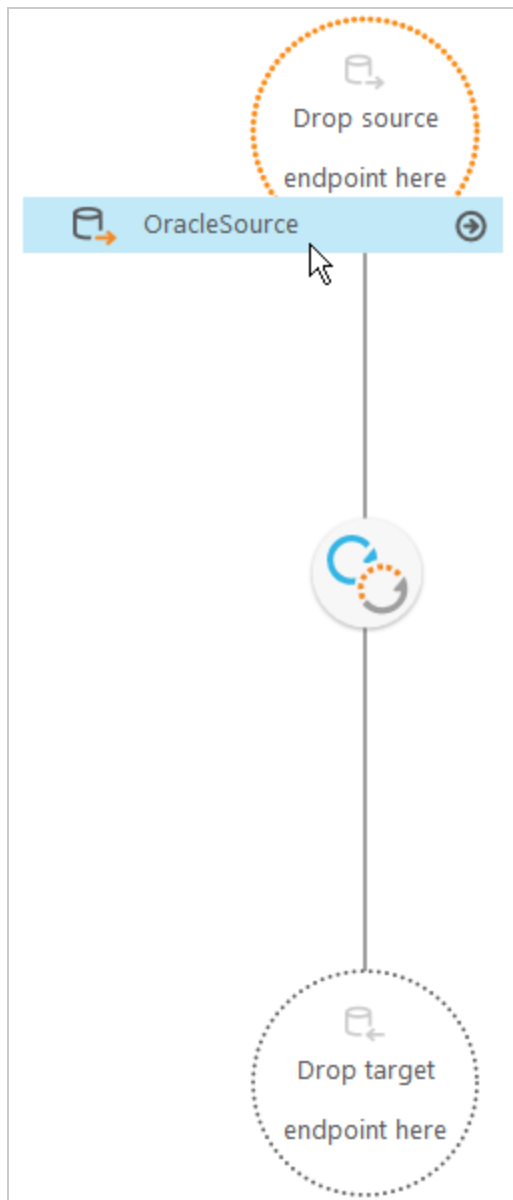 Drop source
endpoint here
OracleSource
Drop target
endpoint here